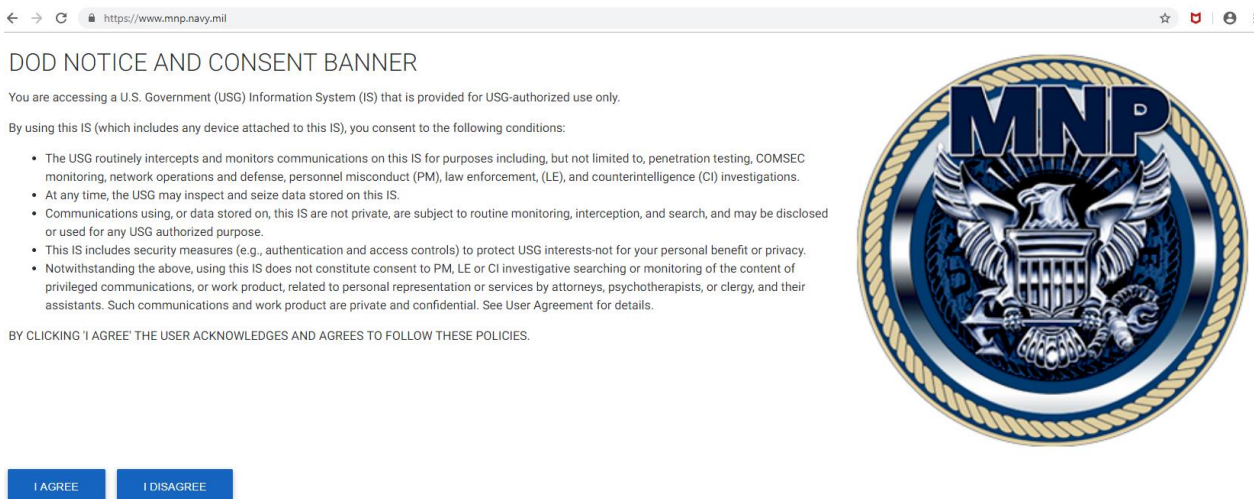 https://www.mnp.navy.mil
DOD NOTICE AND CONSENT BANNER
You are accessing a U.S. Government (USG) Information System (IS) that is provided for USG-authorized use only.
By using this IS (which includes any device attached to this IS), you consent to the following conditions:
• The USG routinely intercepts and monitors communications on this IS for purposes including, but not limited to, penetration testing, COMSEC
monitoring, network operations and defense, personnel misconduct (PM), law enforcement, (LE), and counterintelligence (CI) investigations.
• At any time, the USG may inspect and seize data stored on this IS.
• Communications using, or data stored on, this IS are not private, are subject to routine monitoring, interception, and search, and may be disclosed
or used for any USG authorized purpose.
• This IS includes security measures (e.g., authentication and access controls) to protect USG interests-not for your personal benefit or privacy.
• Notwithstanding the above, using this IS does not constitute consent to PM, LE or CI investigative searching or monitoring of the content of
privileged communications, or work product, related to personal representation or services by attorneys, psychotherapists, or clergy, and their
assistants. Such communications and work product are private and confidential. See User Agreement for details.
BY CLICKING 'I AGREE' THE USER ACKNOWLEDGES AND AGREES TO FOLLOW THESE POLICIES.
MNP
I AGREE
I DISAGREE